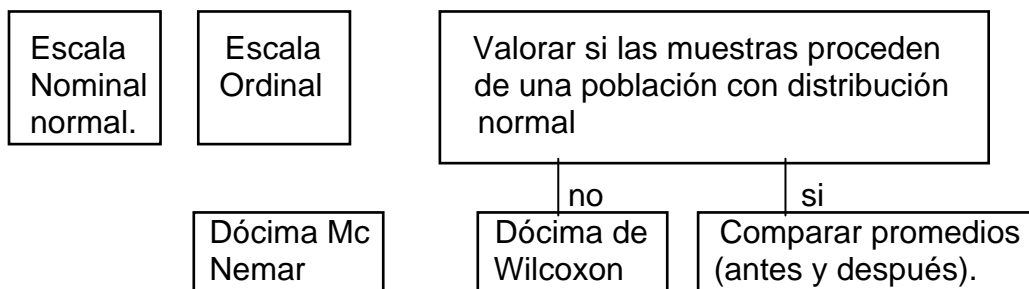 Escala
Nominal
normal.
Escala
Ordinal
Valorar si las muestras proceden
de una población con distribución
normal
no
si
Dócima Mc
Nemar
Dócima de
Wilcoxon
Comparar promedios
(antes y después).